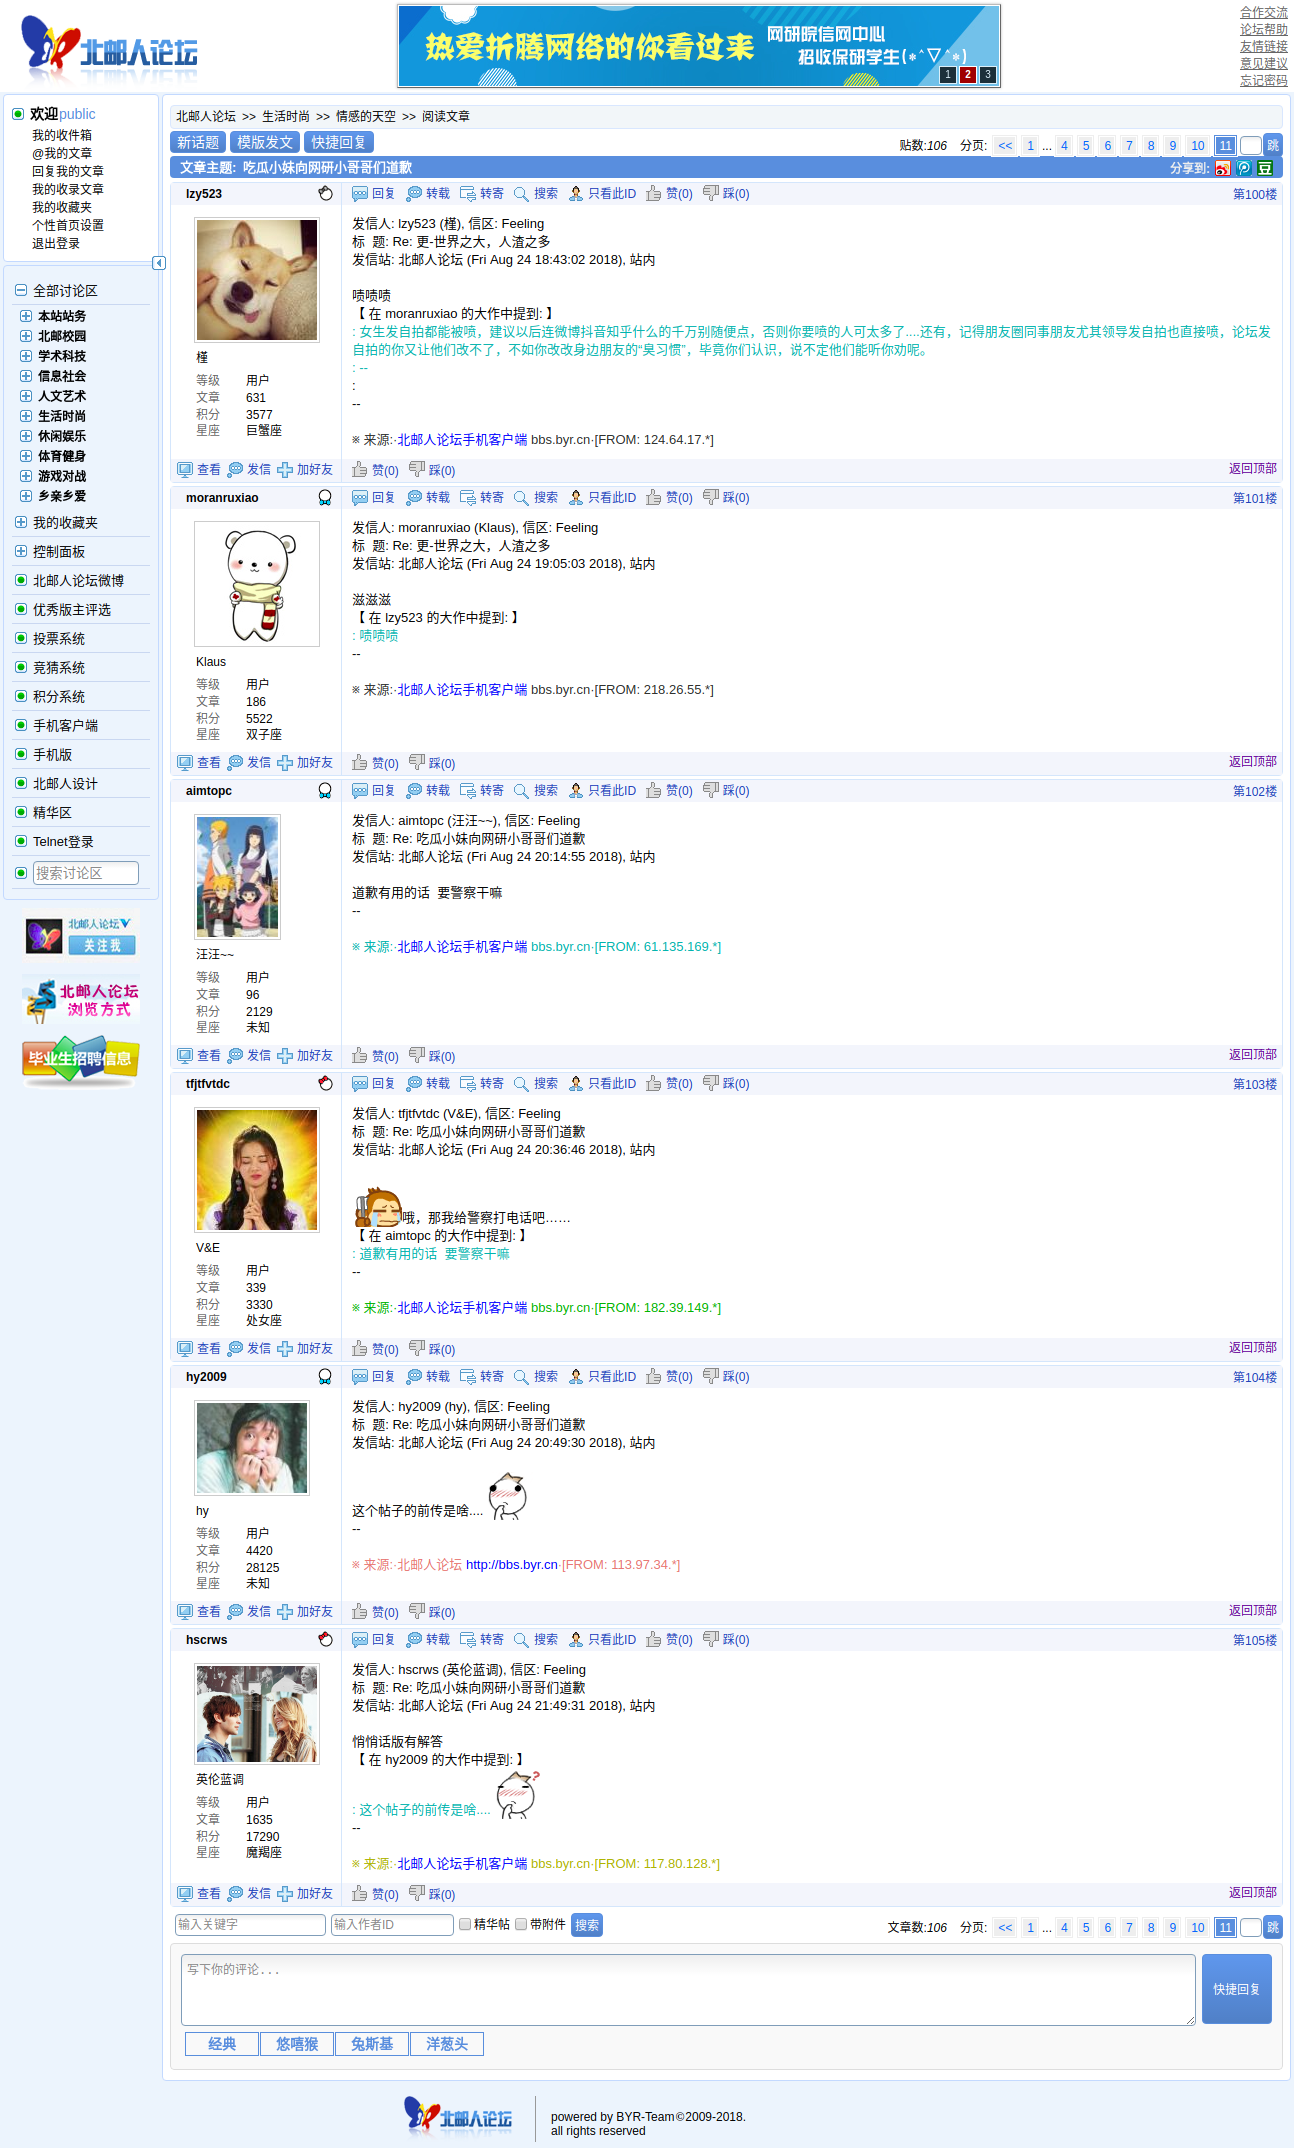 北邮人论坛
热爱折腾网络的你看过来
网研院信网中心
招收保研学生(*^▽^*)
1 2 3
合作交流
论坛帮助
友情链接
意见建议
忘记密码
欢迎public
我的收件箱
@我的文章
回复我的文章
我的收录文章
我的收藏夹
个性首页设置
退出登录
全部讨论区
本站站务
北邮校园
学术科技
信息社会
人文艺术
生活时尚
休闲娱乐
体育健身
游戏对战
乡亲乡爱
我的收藏夹
控制面板
北邮人论坛微博
优秀版主评选
投票系统
竞猜系统
积分系统
手机客户端
手机版
北邮人设计
精华区
Telnet登录
搜索讨论区
北邮人论坛
关注我
北邮人论坛
浏览方式
毕业生招聘信息
北邮人论坛 >> 生活时尚 >> 情感的天空 >> 阅读文章
新话题 模版发文 快捷回复
贴数:106 分页: << 1 ... 4 5 6 7 8 9 10 11 跳
文章主题: 吃瓜小妹向网研小哥哥们道歉
分享到:
豆
lzy523
回复 转载 转寄 搜索 只看此ID 赞(0) 踩(0) 第100楼
槿
等级 用户
文章 631
积分 3577
星座 巨蟹座
发信人: lzy523 (槿), 信区: Feeling
标 题: Re: 更-世界之大，人渣之多
发信站: 北邮人论坛 (Fri Aug 24 18:43:02 2018), 站内
啧啧啧
【 在 moranruxiao 的大作中提到: 】
: 女生发自拍都能被喷，建议以后连微博抖音知乎什么的千万别随便点，否则你要喷的人可太多了....还有，记得朋友圈同事朋友尤其领导发自拍也直接喷，论坛发
自拍的你又让他们改不了，不如你改改身边朋友的“臭习惯”，毕竟你们认识，说不定他们能听你劝呢。
: --
:
--
※ 来源:·北邮人论坛手机客户端 bbs.byr.cn·[FROM: 124.64.17.*]
查看 发信 加好友 赞(0) 踩(0) 返回顶部
moranruxiao
回复 转载 转寄 搜索 只看此ID 赞(0) 踩(0) 第101楼
Klaus
等级 用户
文章 186
积分 5522
星座 双子座
发信人: moranruxiao (Klaus), 信区: Feeling
标 题: Re: 更-世界之大，人渣之多
发信站: 北邮人论坛 (Fri Aug 24 19:05:03 2018), 站内
滋滋滋
【 在 lzy523 的大作中提到: 】
: 啧啧啧
--
※ 来源:·北邮人论坛手机客户端 bbs.byr.cn·[FROM: 218.26.55.*]
查看 发信 加好友 赞(0) 踩(0) 返回顶部
aimtopc
回复 转载 转寄 搜索 只看此ID 赞(0) 踩(0) 第102楼
汪汪~~
等级 用户
文章 96
积分 2129
星座 未知
发信人: aimtopc (汪汪~~), 信区: Feeling
标 题: Re: 吃瓜小妹向网研小哥哥们道歉
发信站: 北邮人论坛 (Fri Aug 24 20:14:55 2018), 站内
道歉有用的话 要警察干嘛
--
※ 来源:·北邮人论坛手机客户端 bbs.byr.cn·[FROM: 61.135.169.*]
查看 发信 加好友 赞(0) 踩(0) 返回顶部
tfjtfvtdc
回复 转载 转寄 搜索 只看此ID 赞(0) 踩(0) 第103楼
V&E
等级 用户
文章 339
积分 3330
星座 处女座
发信人: tfjtfvtdc (V&E), 信区: Feeling
标 题: Re: 吃瓜小妹向网研小哥哥们道歉
发信站: 北邮人论坛 (Fri Aug 24 20:36:46 2018), 站内
哦，那我给警察打电话吧……
【 在 aimtopc 的大作中提到: 】
: 道歉有用的话 要警察干嘛
--
※ 来源:·北邮人论坛手机客户端 bbs.byr.cn·[FROM: 182.39.149.*]
查看 发信 加好友 赞(0) 踩(0) 返回顶部
hy2009
回复 转载 转寄 搜索 只看此ID 赞(0) 踩(0) 第104楼
hy
等级 用户
文章 4420
积分 28125
星座 未知
发信人: hy2009 (hy), 信区: Feeling
标 题: Re: 吃瓜小妹向网研小哥哥们道歉
发信站: 北邮人论坛 (Fri Aug 24 20:49:30 2018), 站内
这个帖子的前传是啥....
--
※ 来源:·北邮人论坛 http://bbs.byr.cn·[FROM: 113.97.34.*]
查看 发信 加好友 赞(0) 踩(0) 返回顶部
hscrws
回复 转载 转寄 搜索 只看此ID 赞(0) 踩(0) 第105楼
英伦蓝调
等级 用户
文章 1635
积分 17290
星座 魔羯座
发信人: hscrws (英伦蓝调), 信区: Feeling
标 题: Re: 吃瓜小妹向网研小哥哥们道歉
发信站: 北邮人论坛 (Fri Aug 24 21:49:31 2018), 站内
悄悄话版有解答
【 在 hy2009 的大作中提到: 】
: 这个帖子的前传是啥....
--
※ 来源:·北邮人论坛手机客户端 bbs.byr.cn·[FROM: 117.80.128.*]
查看 发信 加好友 赞(0) 踩(0) 返回顶部
输入关键字 输入作者ID 精华帖 带附件 搜索
文章数:106 分页: << 1 ... 4 5 6 7 8 9 10 11 跳
写下你的评论...
快捷回复
经典 悠嘻猴 兔斯基 洋葱头
北邮人论坛
powered by BYR-Team©2009-2018.
all rights reserved